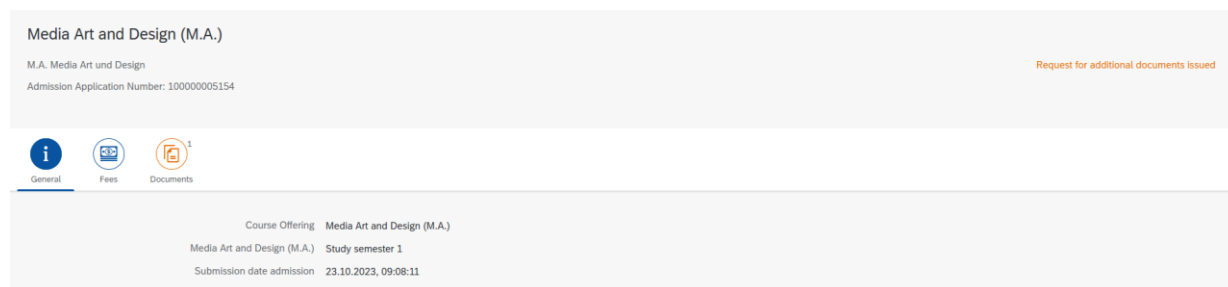 Media Art and Design (M.A.)
M.A. Media Art und Design
Request for additional documents issued
Admission Application Number: 100000005154
1
General
Fees
Documents
Course Offering Media Art and Design (M.A.)
Media Art and Design (M.A.) Study semester 1
Submission date admission 23.10.2023, 09:08:11